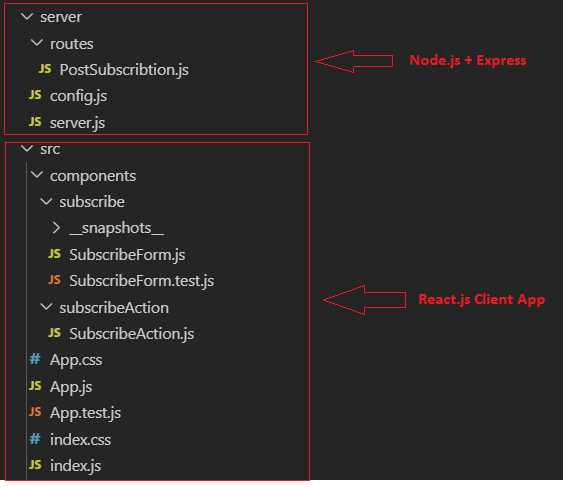 server
routes
JS PostSubscribtion.js
Node.js + Express
JS config.js
JS server.js
src
components
subscribe
__snapshots__
JS SubscribeForm.js
JS SubscribeForm.test.js
React.js Client App
subscribeAction
JS SubscribeAction.js
# App.css
JS App.js
JS App.test.js
# index.css
JS index.js